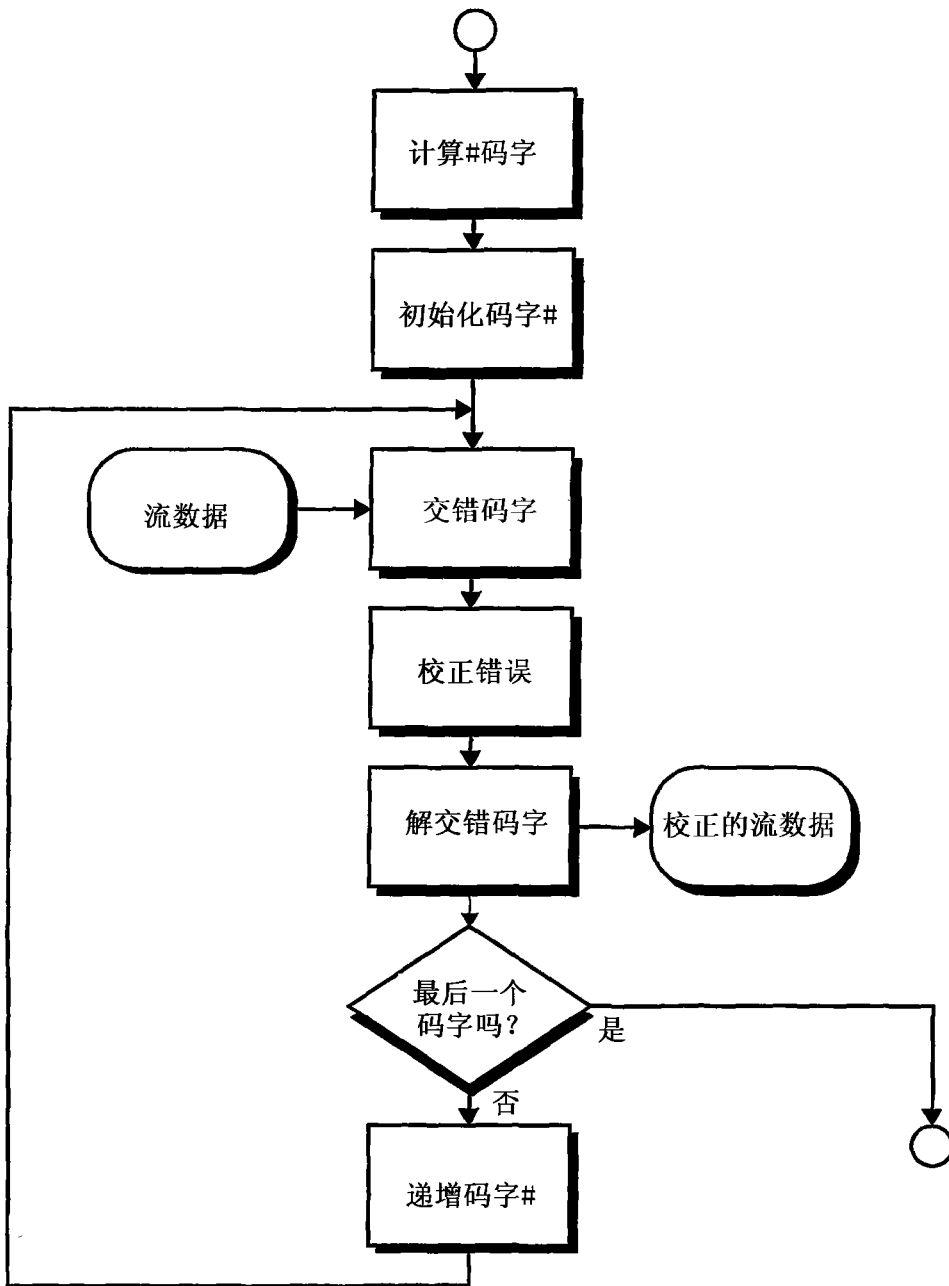 计算#码字
初始化码字#
流数据
交错码字
校正错误
解交错码字
校正的流数据
最后一个
码字吗?
是
否
递增码字#